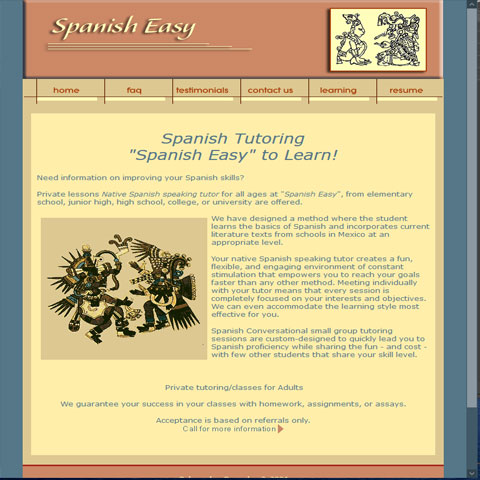 Spanish Easy
home faq testimonials contact us learning resume
Spanish Tutoring
"Spanish Easy" to Learn!
Need information on improving your Spanish skills?
Private lessons Native Spanish speaking tutor for all ages at "Spanish Easy", from elementary
school, junior high, high school, college, or university are offered.
We have designed a method where the student
learns the basics of Spanish and incorporates current
literature texts from schools in Mexico at an
appropriate level.
Your native Spanish speaking tutor creates a fun,
flexible, and engaging environment of constant
stimulation that empowers you to reach your goals
faster than any other method. Meeting individually
with your tutor means that every session is
completely focused on your interests and objectives.
We can even accommodate the learning style most
effective for you.
Spanish Conversational small group tutoring
sessions are custom-designed to quickly lead you to
Spanish proficiency while sharing the fun - and cost -
with few other students that share your skill level.
Private tutoring/classes for Adults
We guarantee your success in your classes with homework, assignments, or assays.
Acceptance is based on referrals only.
Call for more information